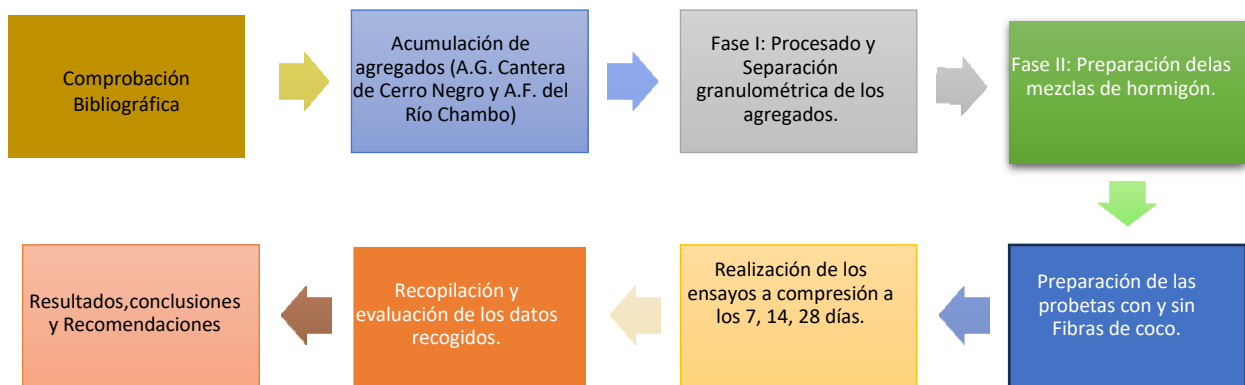 Comprobación
Bibliográfica
Acumulación de
agregados (A.G. Cantera
de Cerro Negro y A.F. del
Río Chambo)
Fase I: Procesado y
Separación
granulométrica de los
agregados.
Fase II: Preparación delas
mezclas de hormigón.
Preparación de las
probetas con y sin
Fibras de coco.
Realización de los
ensayos a compresión a
los 7, 14, 28 días.
Recopilación y
evaluación de los datos
recogidos.
Resultados,conclusiones
y Recomendaciones